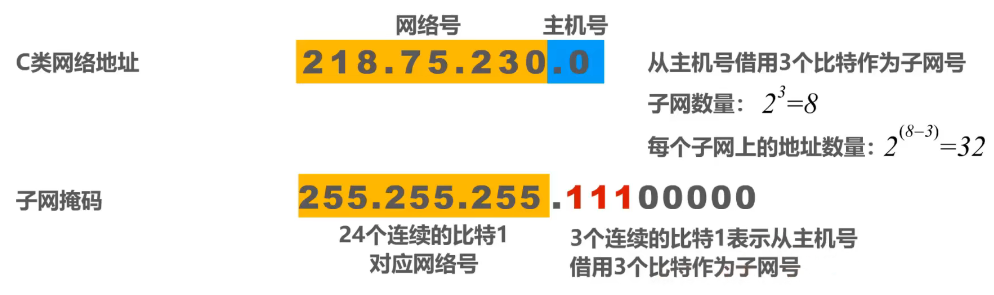 网络号 主机号
C类网络地址 218.75.230.0 从主机号借用3个比特作为子网号
子网数量： 2^3=8
每个子网上的地址数量：2^(8−3)=32
子网掩码 255.255.255.11100000
24个连续的比特1 3个连续的比特1表示从主机号
对应网络号 借用3个比特作为子网号